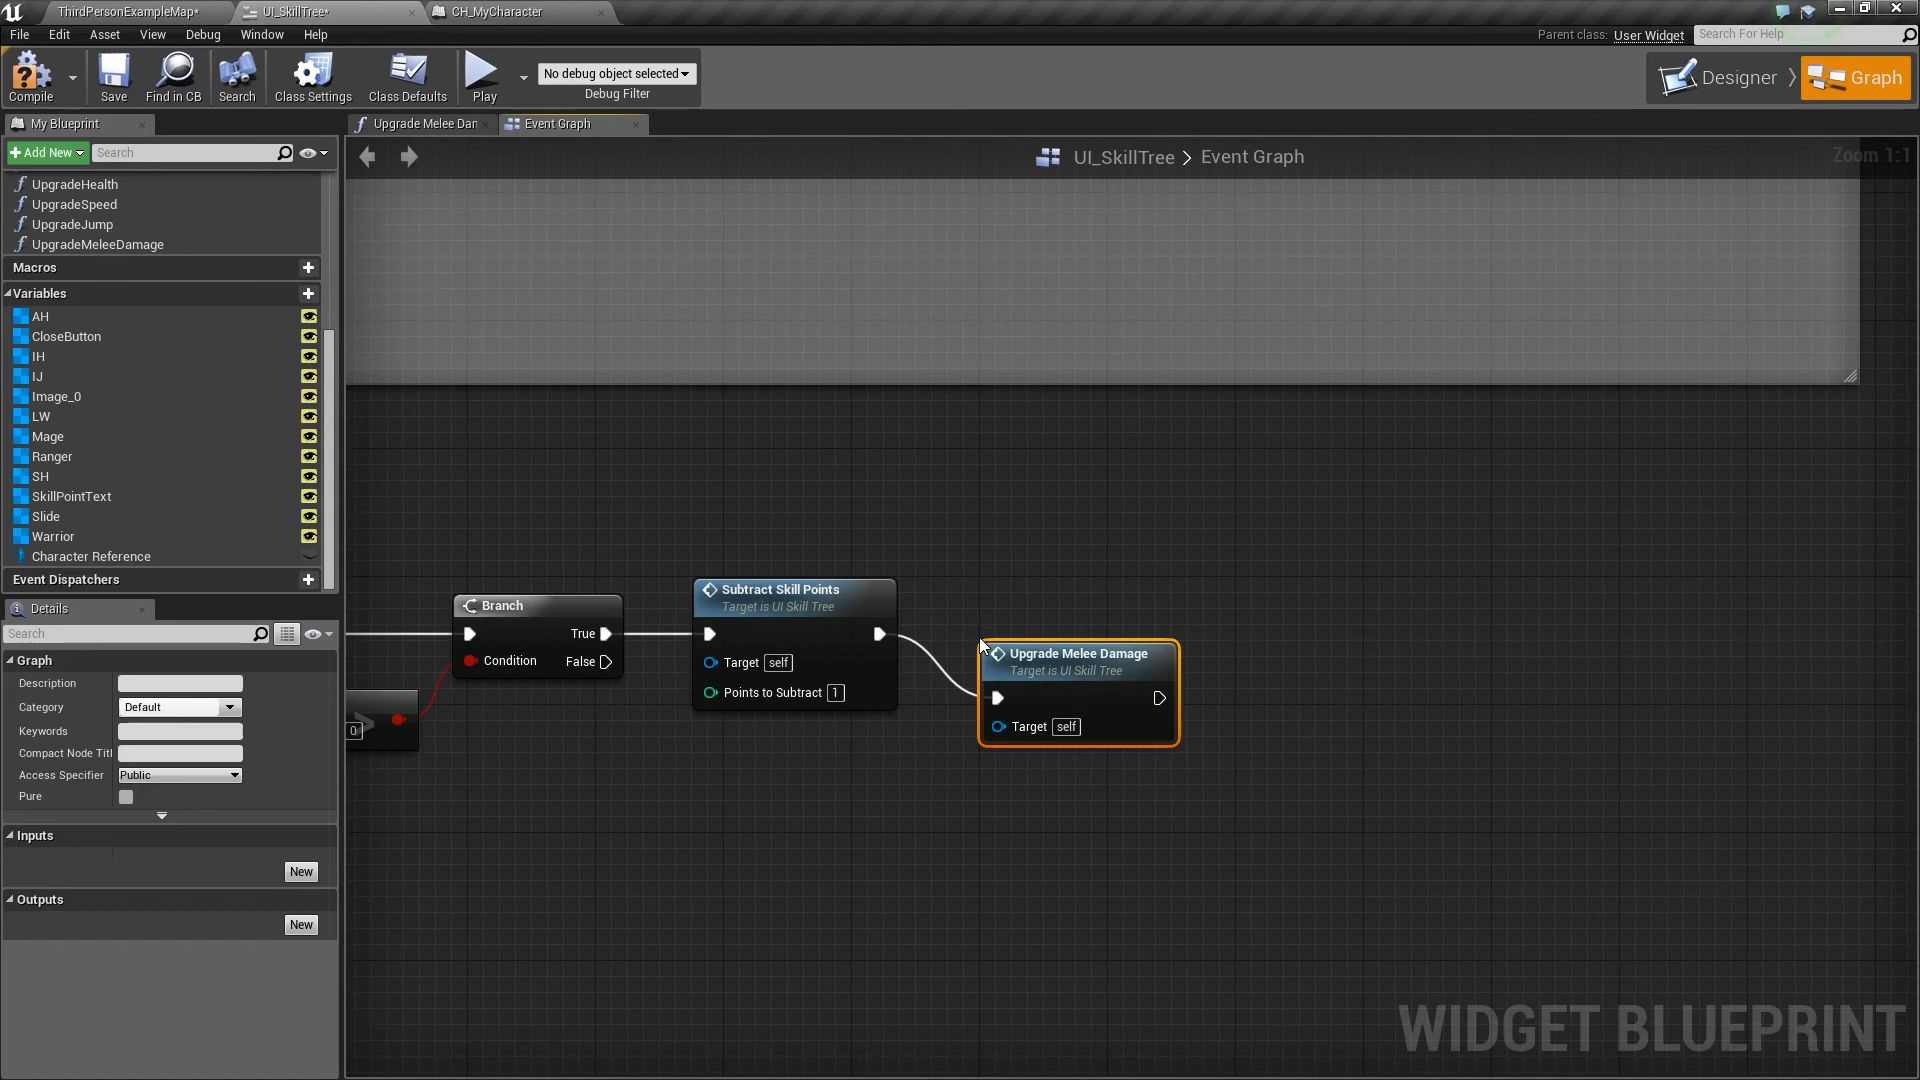 ThirdPersonExampleMap*
UI_SkillTree*
CH_MyCharacter
File Edit Asset View Debug Window Help
Parent class: User Widget
Search For Help
Compile
Save
Find in CB
Search
Class Settings
Class Defaults
Play
No debug object selected
Debug Filter
Designer
Graph
My Blueprint
Upgrade Melee Dan
Event Graph
+ Add New
Search
UI_SkillTree > Event Graph
Zoom 1:1
UpgradeHealth
UpgradeSpeed
UpgradeJump
UpgradeMeleeDamage
Macros
Variables
AH
CloseButton
IH
IJ
Image_0
LW
Mage
Ranger
SH
SkillPointText
Slide
Warrior
Character Reference
Event Dispatchers
Details
Search
Graph
Description
Category Default
Keywords
Compact Node Titl
Access Specifier Public
Pure
Inputs
New
Outputs
New
0
Branch
True
Condition False
Subtract Skill Points
Target is UI Skill Tree
Target self
Points to Subtract 1
Upgrade Melee Damage
Target is UI Skill Tree
Target self
WIDGET BLUEPRINT